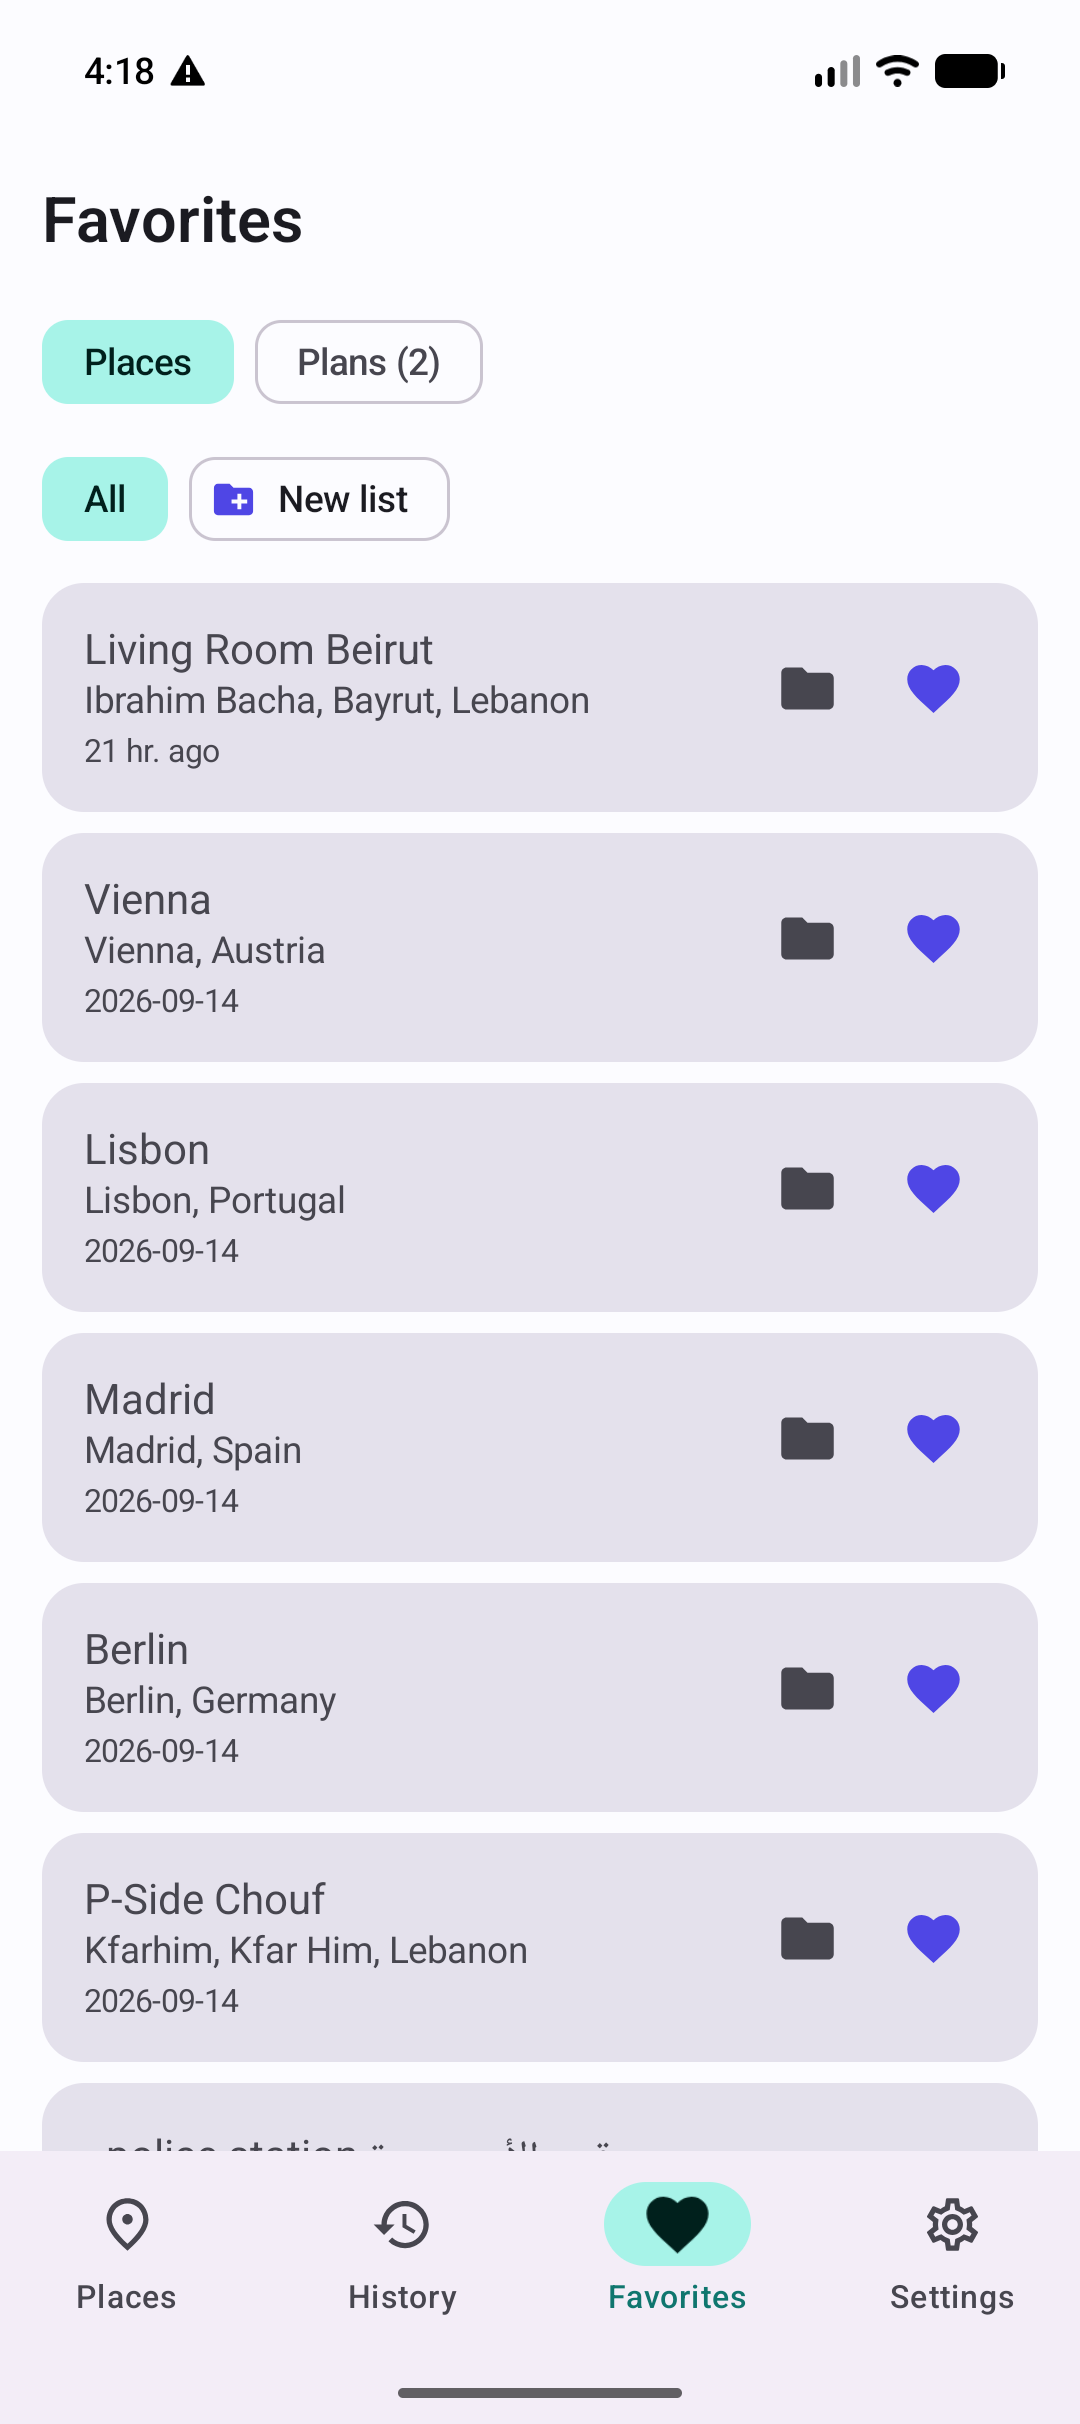 4:18
Favorites
Places
Plans (2)
All
New list
Living Room Beirut
Ibrahim Bacha, Bayrut, Lebanon
21 hr. ago
Vienna
Vienna, Austria
2026-09-14
Lisbon
Lisbon, Portugal
2026-09-14
Madrid
Madrid, Spain
2026-09-14
Berlin
Berlin, Germany
2026-09-14
P-Side Chouf
Kfarhim, Kfar Him, Lebanon
2026-09-14
police station
Places
History
Favorites
Settings